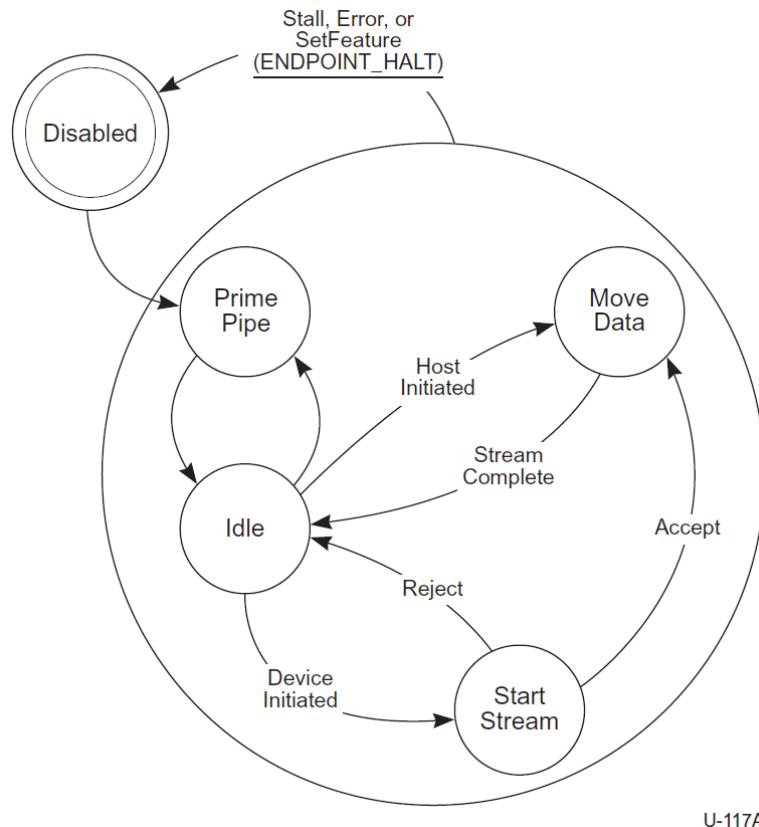 Stall, Error, or
SetFeature
(ENDPOINT_HALT)
Disabled
Prime
Pipe
Move
Data
Host
Initiated
Stream
Complete
Idle
Accept
Reject
Device
Initiated
Start
Stream
U-117A